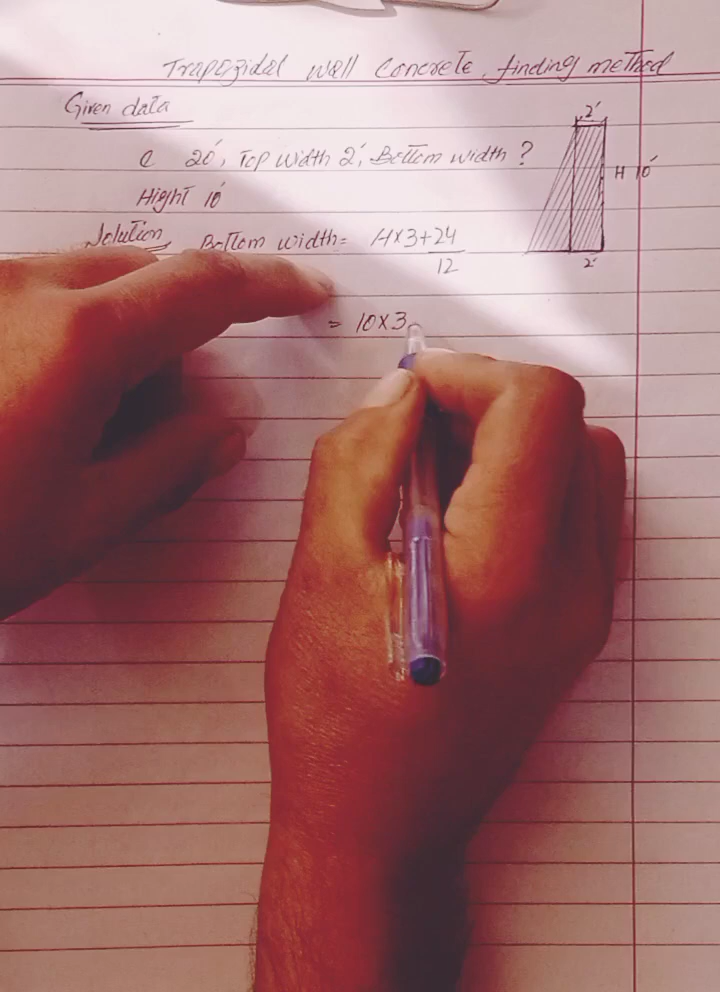 Trapozidal wall Concrete finding method
Given data
2'
C 20', Top width 2', Bottom width ?
H 10'
Hight 10'
Solution Bottom width = H×3+24
12
2'
= 10×3